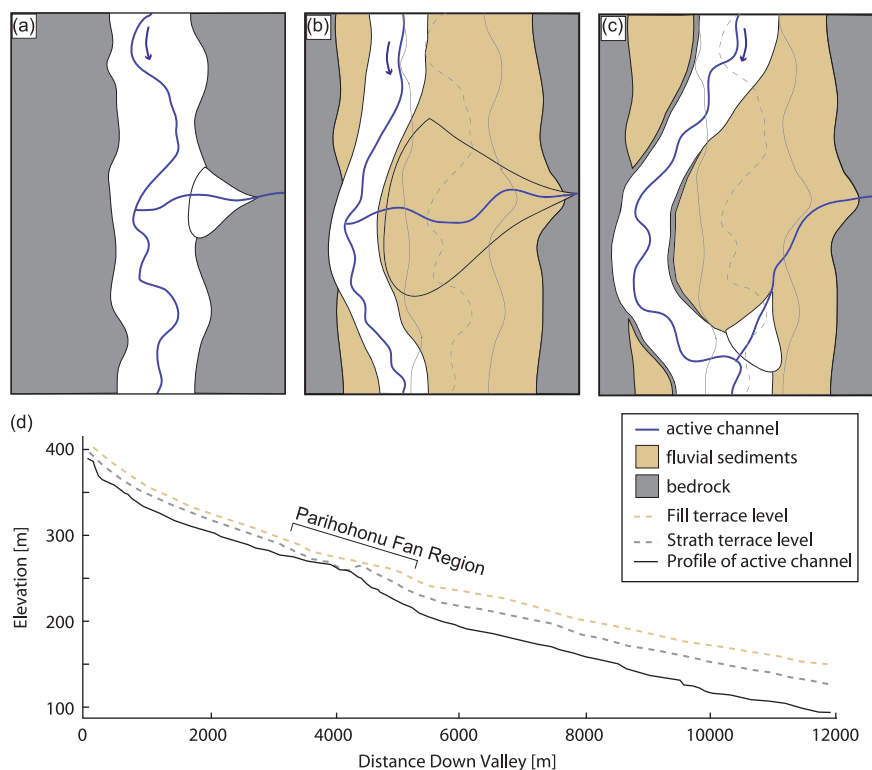 (a)
(b)
(c)
(d)
active channel
fluvial sediments
bedrock
Fill terrace level
Strath terrace level
Profile of active channel
Parihohonu Fan Region
Elevation [m]
400
300
200
100
0
2000
4000
6000
8000
10000
12000
Distance Down Valley [m]